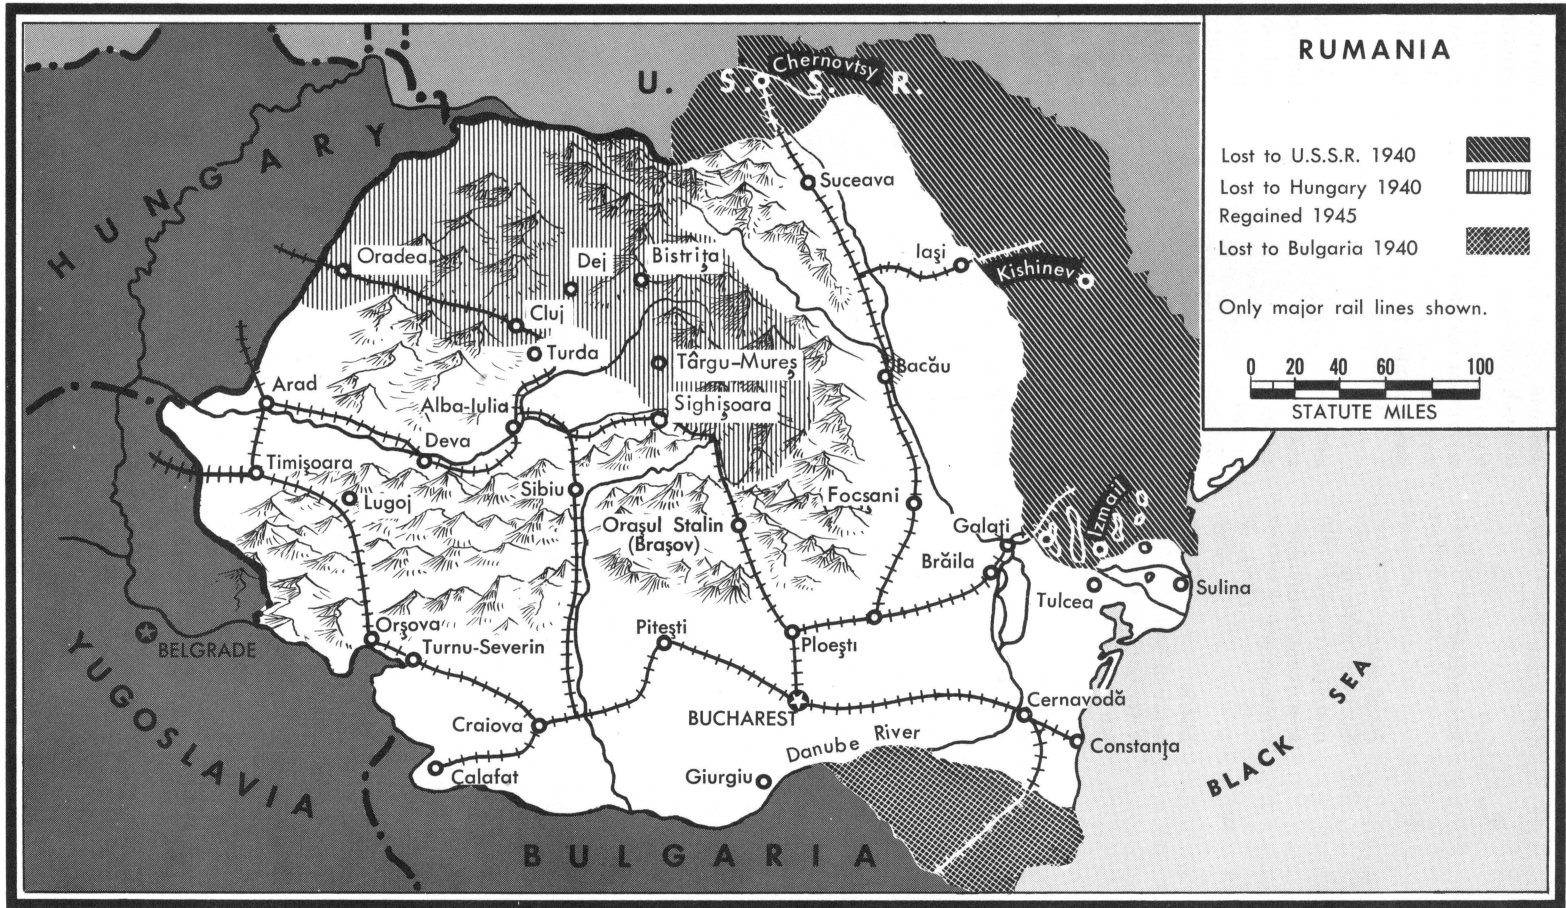 RUMANIA
Lost to U.S.S.R. 1940
Lost to Hungary 1940
Regained 1945
Lost to Bulgaria 1940
Only major rail lines shown.
0 20 40 60 100
STATUTE MILES
U. S. S. R.
Chernovtsy
HUNGARY
Suceava
Oradea
Dej
Bistriţa
Iaşi
Kishinev
Cluj
Turda
Târgu-Mureş
Bacău
Arad
Alba-Iulia
Sighişoara
Deva
Timişoara
Lugoj
Sibiu
Oraşul Stalin
(Braşov)
Focşani
Izmail
Galaţi
Brăila
Tulcea
Sulina
Orşova
BELGRADE
Turnu-Severin
Piteşti
Ploeştı
YUGOSLAVIA
Craiova
BUCHAREST
Cernavodă
Danube River
Constanţa
Calafat
Giurgiu
BLACK SEA
BULGARIA